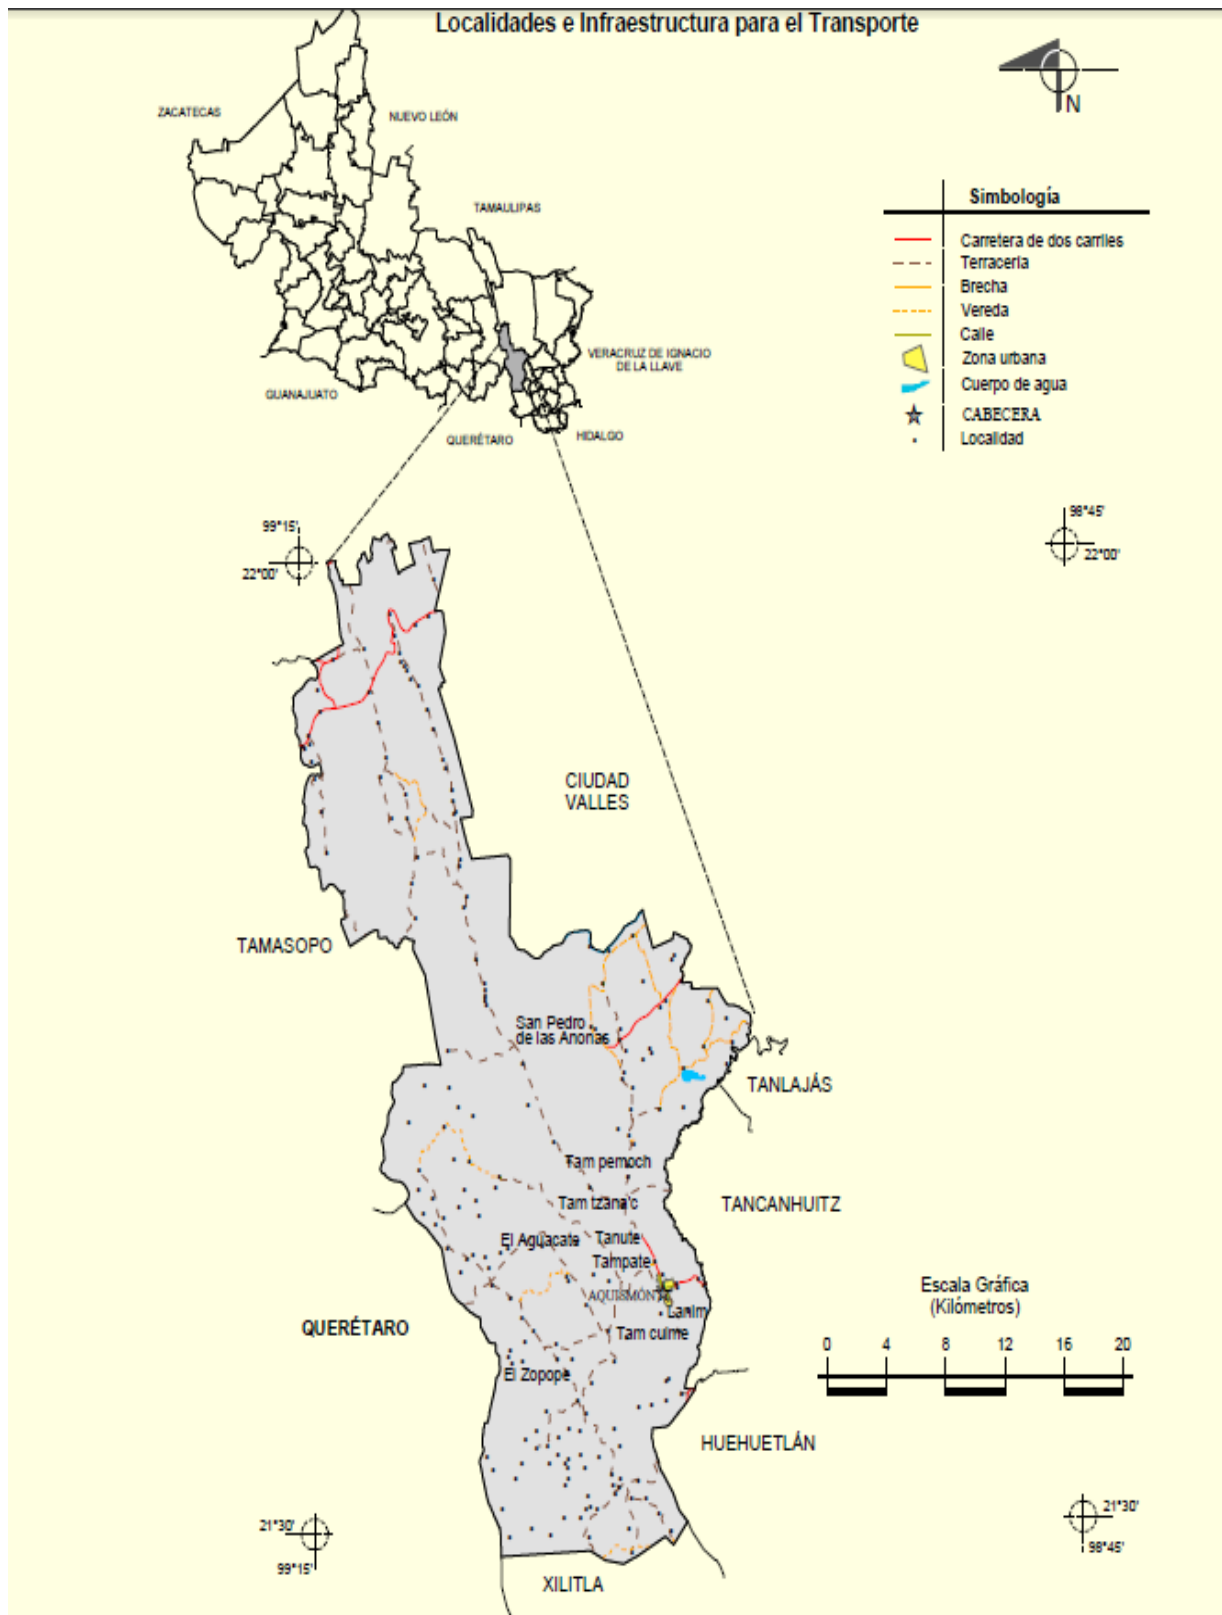 Localidades e Infraestructura para el Transporte
N
ZACATECAS
NUEVO LEÓN
TAMAULIPAS
VERACRUZ DE IGNACIO
DE LA LLAVE
GUANAJUATO
QUERÉTARO
HIDALGO
Simbología
Carretera de dos carriles
Terracería
Brecha
Vereda
Calle
Zona urbana
Cuerpo de agua
CABECERA
Localidad
99°15'
22°00'
98°45'
22°00'
CIUDAD
VALLES
TAMASOPO
San Pedro
de las Anonas
TANLAJÁS
Tam pemoch
TANCANHUITZ
Tam tzana'c
El Aguacate
Tanute
Tampate
AQUISMÓN
Lanim
Tam cuime
QUERÉTARO
El Zopope
Escala Gráfica
(Kilómetros)
0 4 8 12 16 20
HUEHUETLÁN
21°30'
99°15'
21°30'
98°45'
XILITLA